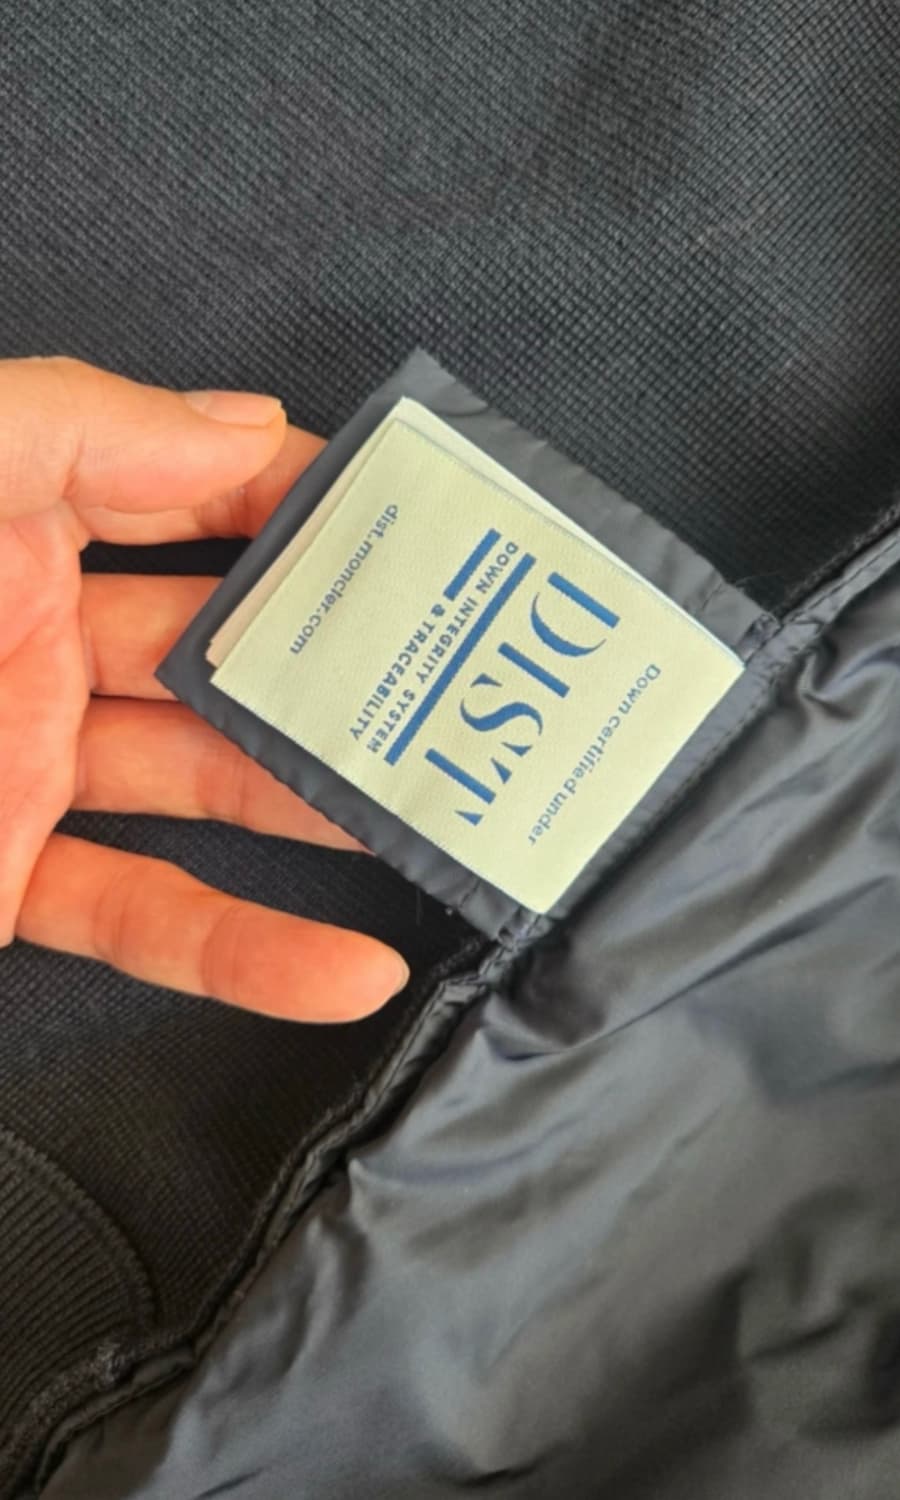 Down certified under
DIST
DOWN INTEGRITY SYSTEM
& TRACEABILITY
dist.moncler.com